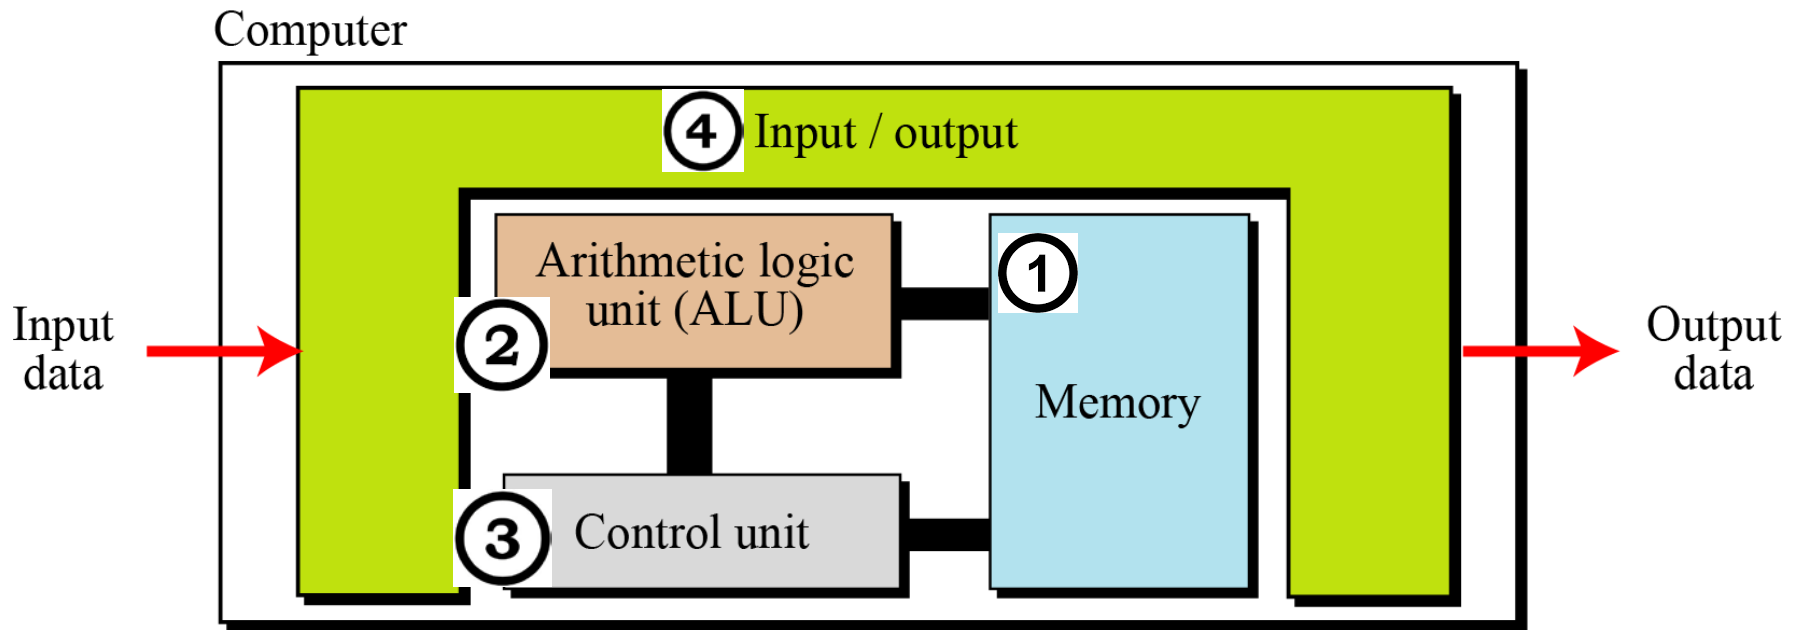 Computer
④ Input / output
Arithmetic logic
unit (ALU)
②
①
Memory
③ Control unit
Input
data
Output
data